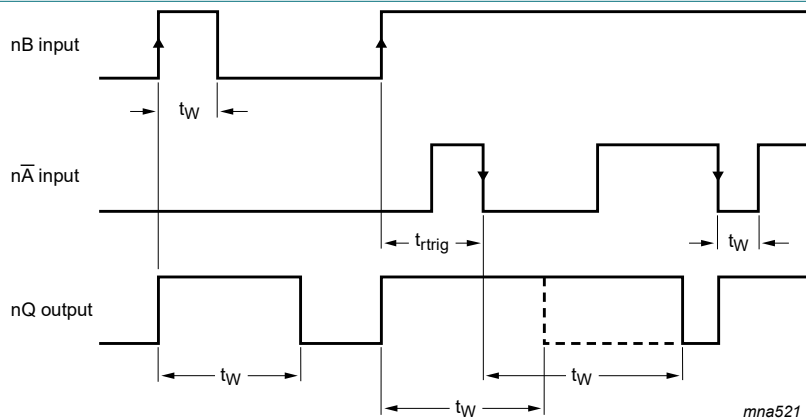 nB input
tW
nA̅ input
trtrig
tW
nQ output
tW
tW
tW
mna521